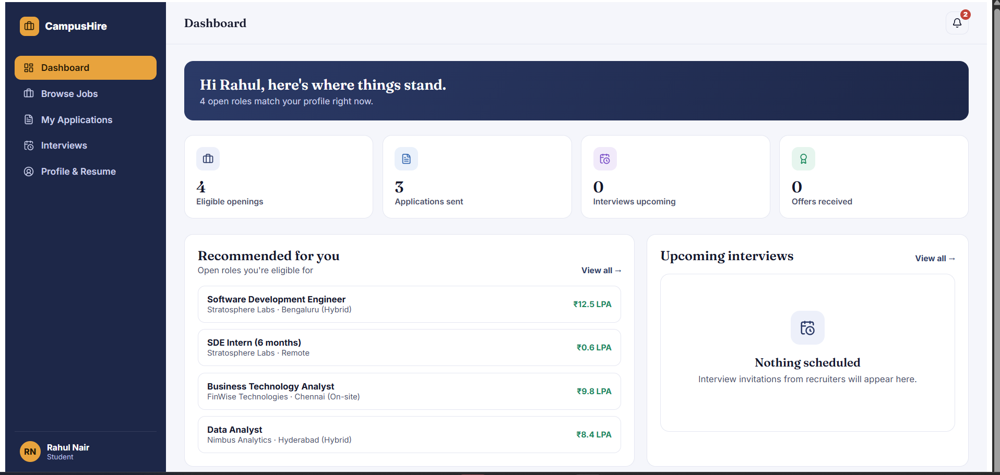 CampusHire
Dashboard
Browse Jobs
My Applications
Interviews
Profile & Resume
RN
Rahul Nair
Student
Dashboard
2
Hi Rahul, here's where things stand.
4 open roles match your profile right now.
4
Eligible openings
3
Applications sent
0
Interviews upcoming
0
Offers received
Recommended for you
Open roles you're eligible for
View all →
Software Development Engineer
Stratosphere Labs · Bengaluru (Hybrid)
₹12.5 LPA
SDE Intern (6 months)
Stratosphere Labs · Remote
₹0.6 LPA
Business Technology Analyst
FinWise Technologies · Chennai (On-site)
₹9.8 LPA
Data Analyst
Nimbus Analytics · Hyderabad (Hybrid)
₹8.4 LPA
Upcoming interviews
View all →
Nothing scheduled
Interview invitations from recruiters will appear here.